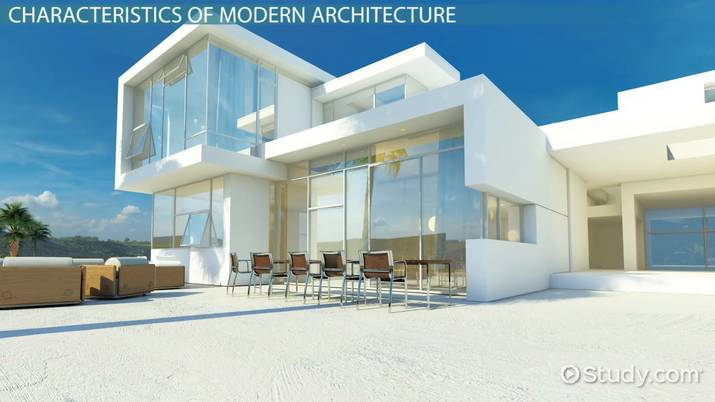 CHARACTERISTICS OF MODERN ARCHITECTURE
Study.com